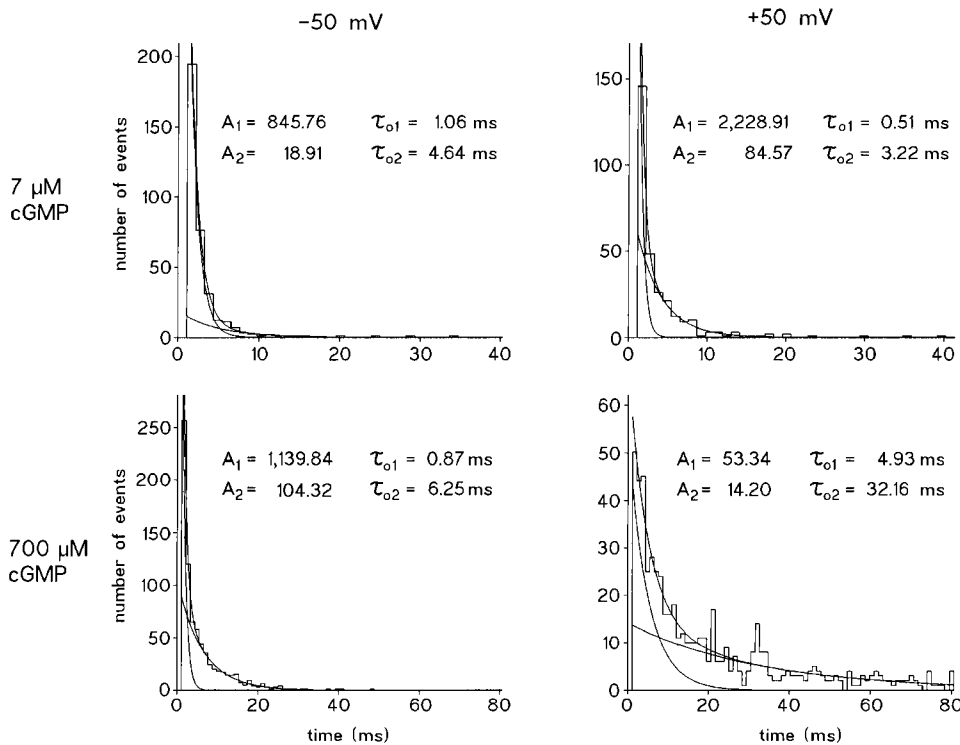 −50 mV
+50 mV
7 µM
cGMP
number of events
200
150
100
50
0
A1 = 845.76 τo1 = 1.06 ms
A2 = 18.91 τo2 = 4.64 ms
0 10 20 30 40
150
100
50
0
A1 = 2,228.91 τo1 = 0.51 ms
A2 = 84.57 τo2 = 3.22 ms
0 10 20 30 40
700 µM
cGMP
number of events
250
200
150
100
50
0
A1 = 1,139.84 τo1 = 0.87 ms
A2 = 104.32 τo2 = 6.25 ms
0 20 40 60 80
time (ms)
60
50
40
30
20
10
0
A1 = 53.34 τo1 = 4.93 ms
A2 = 14.20 τo2 = 32.16 ms
0 20 40 60 80
time (ms)